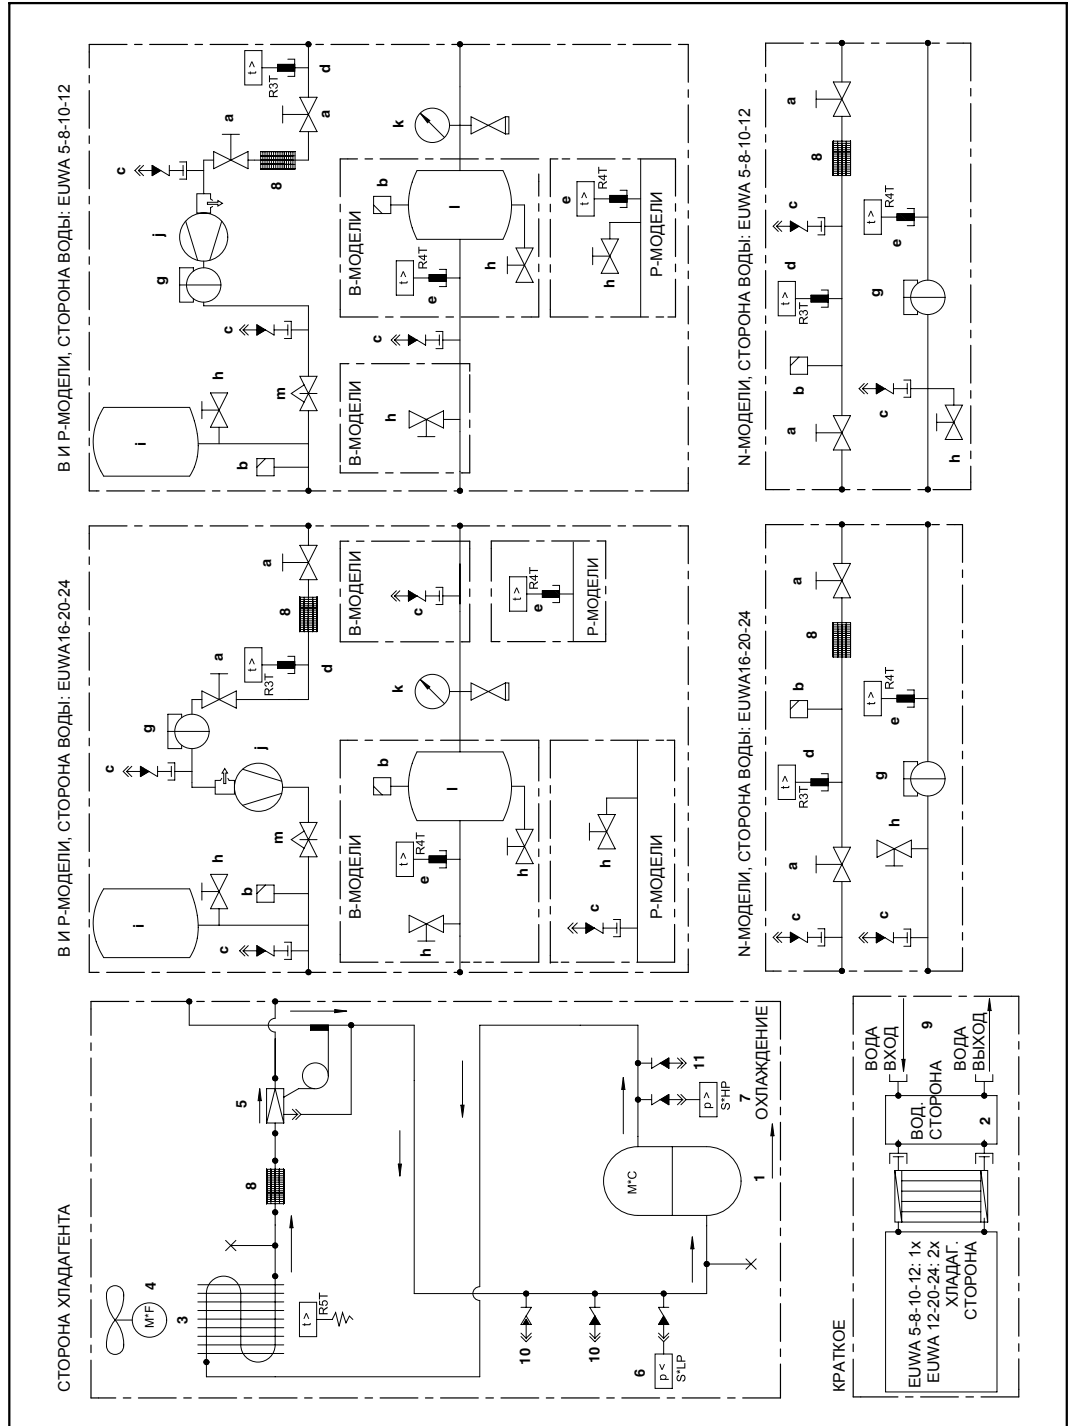 СТОРОНА ХЛАДАГЕНТА
M*F
4
3
t >
R5T
8
5
10
10
6
p <
S*LP
M*C
1
p >
S*HP
7
11
ОХЛАЖДЕНИЕ
КРАТКОЕ
EUWA 5-8-10-12: 1x
EUWA 12-20-24: 2x
ХЛАДАГ.
СТОРОНА
ВОД.
СТОРОНА
2
ВОДА
ВХОД
9
ВОДА
ВЫХОД
В И Р-МОДЕЛИ, СТОРОНА ВОДЫ: EUWA16-20-24
i
c
b
h
m
c
j
g
a
t >
R3T
d
8
a
В-МОДЕЛИ
h
t >
R4T
e
b
l
h
k
В-МОДЕЛИ
c
t >
R4T
e
Р-МОДЕЛИ
c
h
Р-МОДЕЛИ
N-МОДЕЛИ, СТОРОНА ВОДЫ: EUWA16-20-24
c
a
t >
R3T
d
b
8
a
c
h
g
t >
R4T
e
В И Р-МОДЕЛИ, СТОРОНА ВОДЫ: EUWA 5-8-10-12
i
b
h
m
c
g
j
c
a
8
a
t >
R3T
d
В-МОДЕЛИ
h
c
В-МОДЕЛИ
t >
R4T
e
b
l
h
k
h
t >
R4T
e
Р-МОДЕЛИ
N-МОДЕЛИ, СТОРОНА ВОДЫ: EUWA 5-8-10-12
a
b
t >
R3T
d
c
8
a
h
c
g
t >
R4T
e